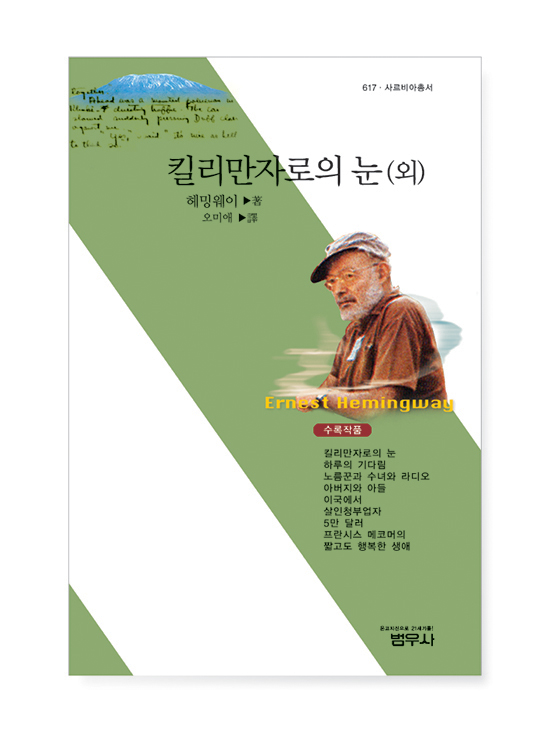 617 · 사르비아총서
together
킬리만자로의 눈 (외)
헤밍웨이 ▶著
오미애 ▶譯
Ernest Hemingway
수록작품
킬리만자로의 눈
하루의 기다림
노름꾼과 수녀와 라디오
아버지와 아들
이국에서
살인청부업자
5만 달러
프란시스 메코머의
짧고도 행복한 생애
범우사